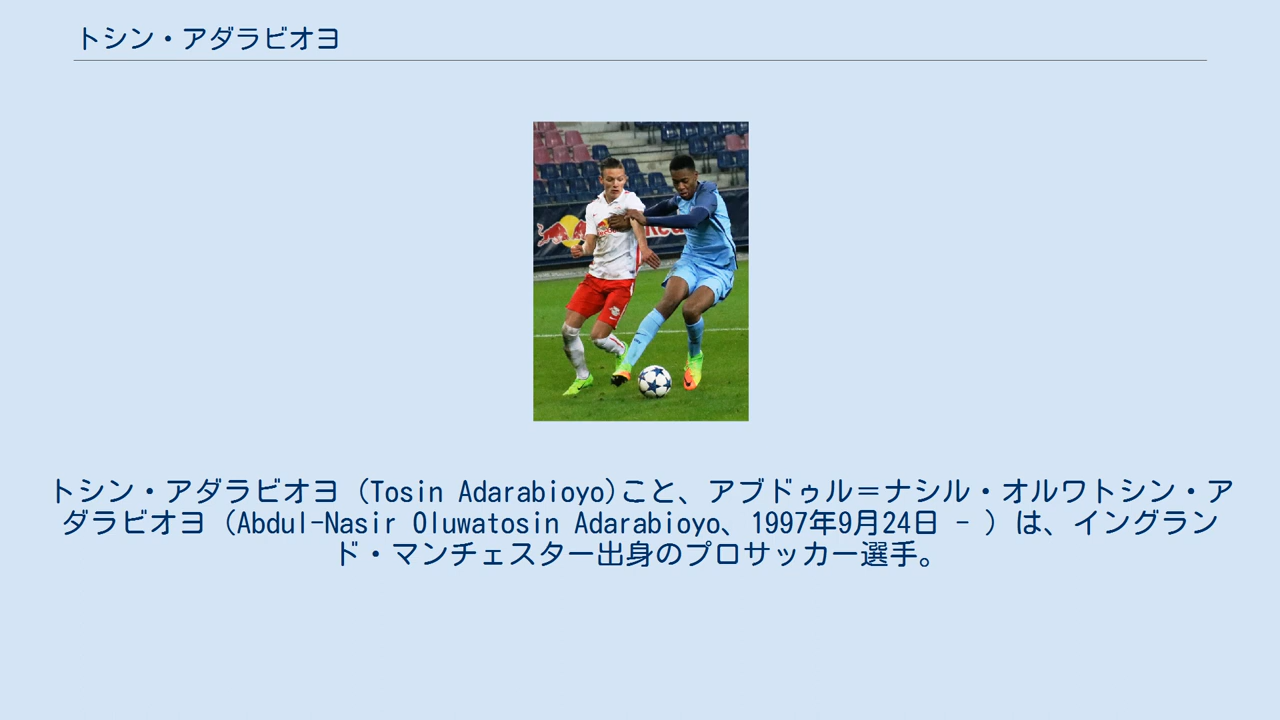 トシン・アダラビオヨ
トシン・アダラビオヨ (Tosin Adarabioyo)こと、アブドゥル＝ナシル・オルワトシン・ア
ダラビオヨ (Abdul-Nasir Oluwatosin Adarabioyo、1997年9月24日 - ) は、イングラン
ド・マンチェスター出身のプロサッカー選手。